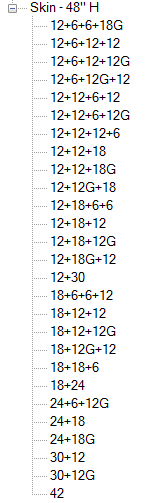 Skin - 48" H
12+6+6+18G
12+6+12+12
12+6+12+12G
12+6+12G+12
12+12+6+12
12+12+6+12G
12+12+12+6
12+12+18
12+12+18G
12+12G+18
12+18+6+6
12+18+12
12+18+12G
12+18G+12
12+30
18+6+6+12
18+12+12
18+12+12G
18+12G+12
18+18+6
18+24
24+6+12G
24+18
24+18G
30+12
30+12G
42